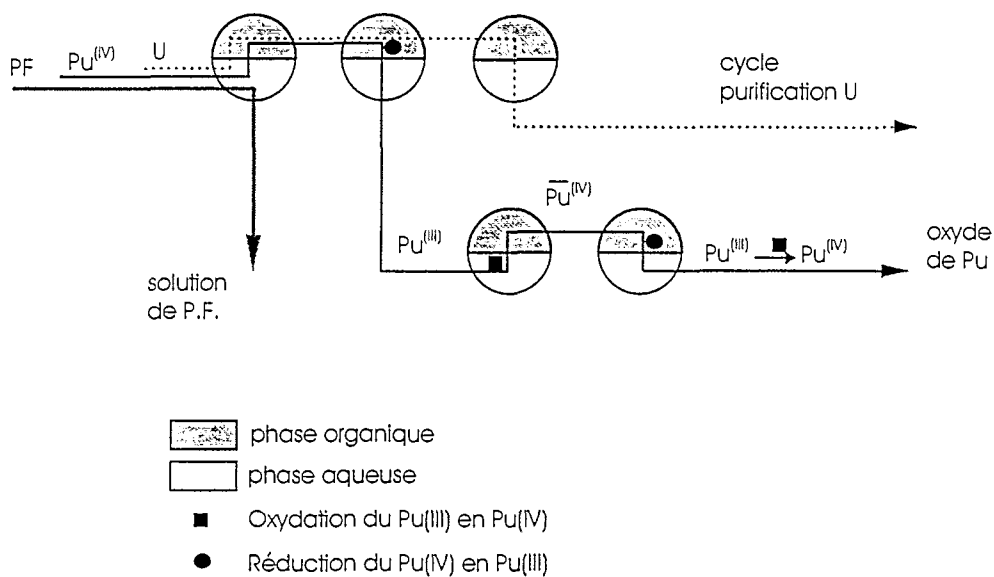 PF
Pu(IV)
U
cycle
purification U
Pu(III)
Pu(IV)
Pu(III)
Pu(IV)
oxyde
de Pu
solution
de P.F.
phase organique
phase aqueuse
Oxydation du Pu(III) en Pu(IV)
Réduction du Pu(IV) en Pu(III)